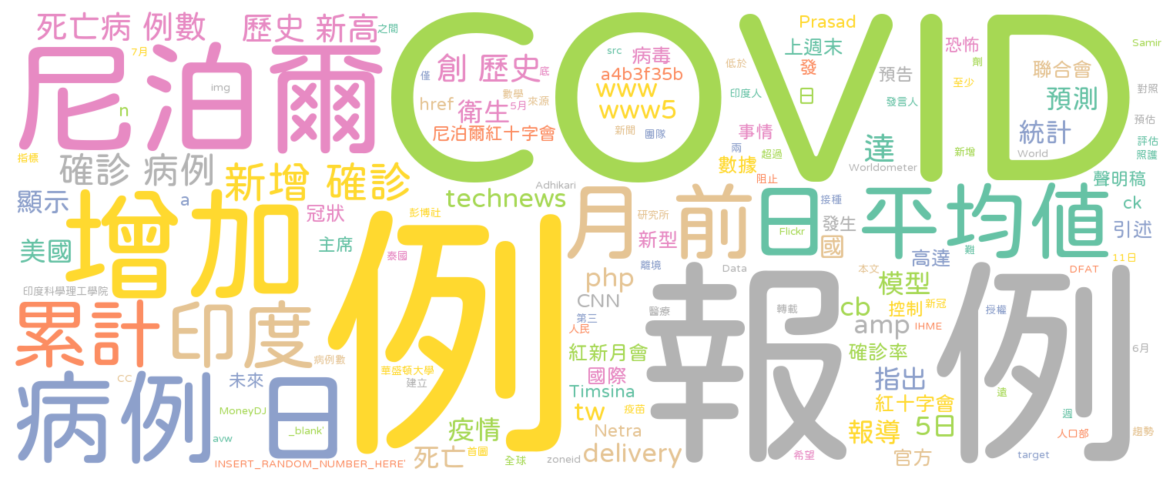 死亡病 例數
歷史 新高
之間
Prasad
7月
尼泊爾
COVID
src
病毒
低於
上週末
恐怖
Samir
創 歷史
底
僅
a4b3f35b
發
預告
劑
聯合會
img
www
至少
對照
n
href
數學
來源
衛生
5月
www5
印度人
日
發言人
預測
預估
尼泊爾紅十字會
新聞
團隊
事情
兩
達
統計
評估
指標
確診 病例
新增 確診
數據
超過
Worldometer
新增
World
照護
阻止
聲明稿
顯示
a
冠狀
Adhikari
technews
彭博社
增加
例
月
前
日
平均值
接種
ck
研究所
發生
Flickr
引述
美國
主席
泰國
新型
國
高達
離境
Data
本文
11日
DFAT
印度科學理工學院
php
模型
累計
印度
CNN
醫療
報
轉載
cb
控制
新冠
授權
例
第三
人民
amp
IHME
病例數
紅新月會
確診率
6月
病例
日
CC
未來
華盛頓大學
建立
國際
指出
Timsina
遠
MoneyDJ
tw
疫苗
紅十字會
週
_blank'
疫情
Netra
報導
5日
人口部
趨勢
avw
死亡
首圖
全球
zoneid
delivery
希望
官方
target
INSERT_RANDOM_NUMBER_HERE'